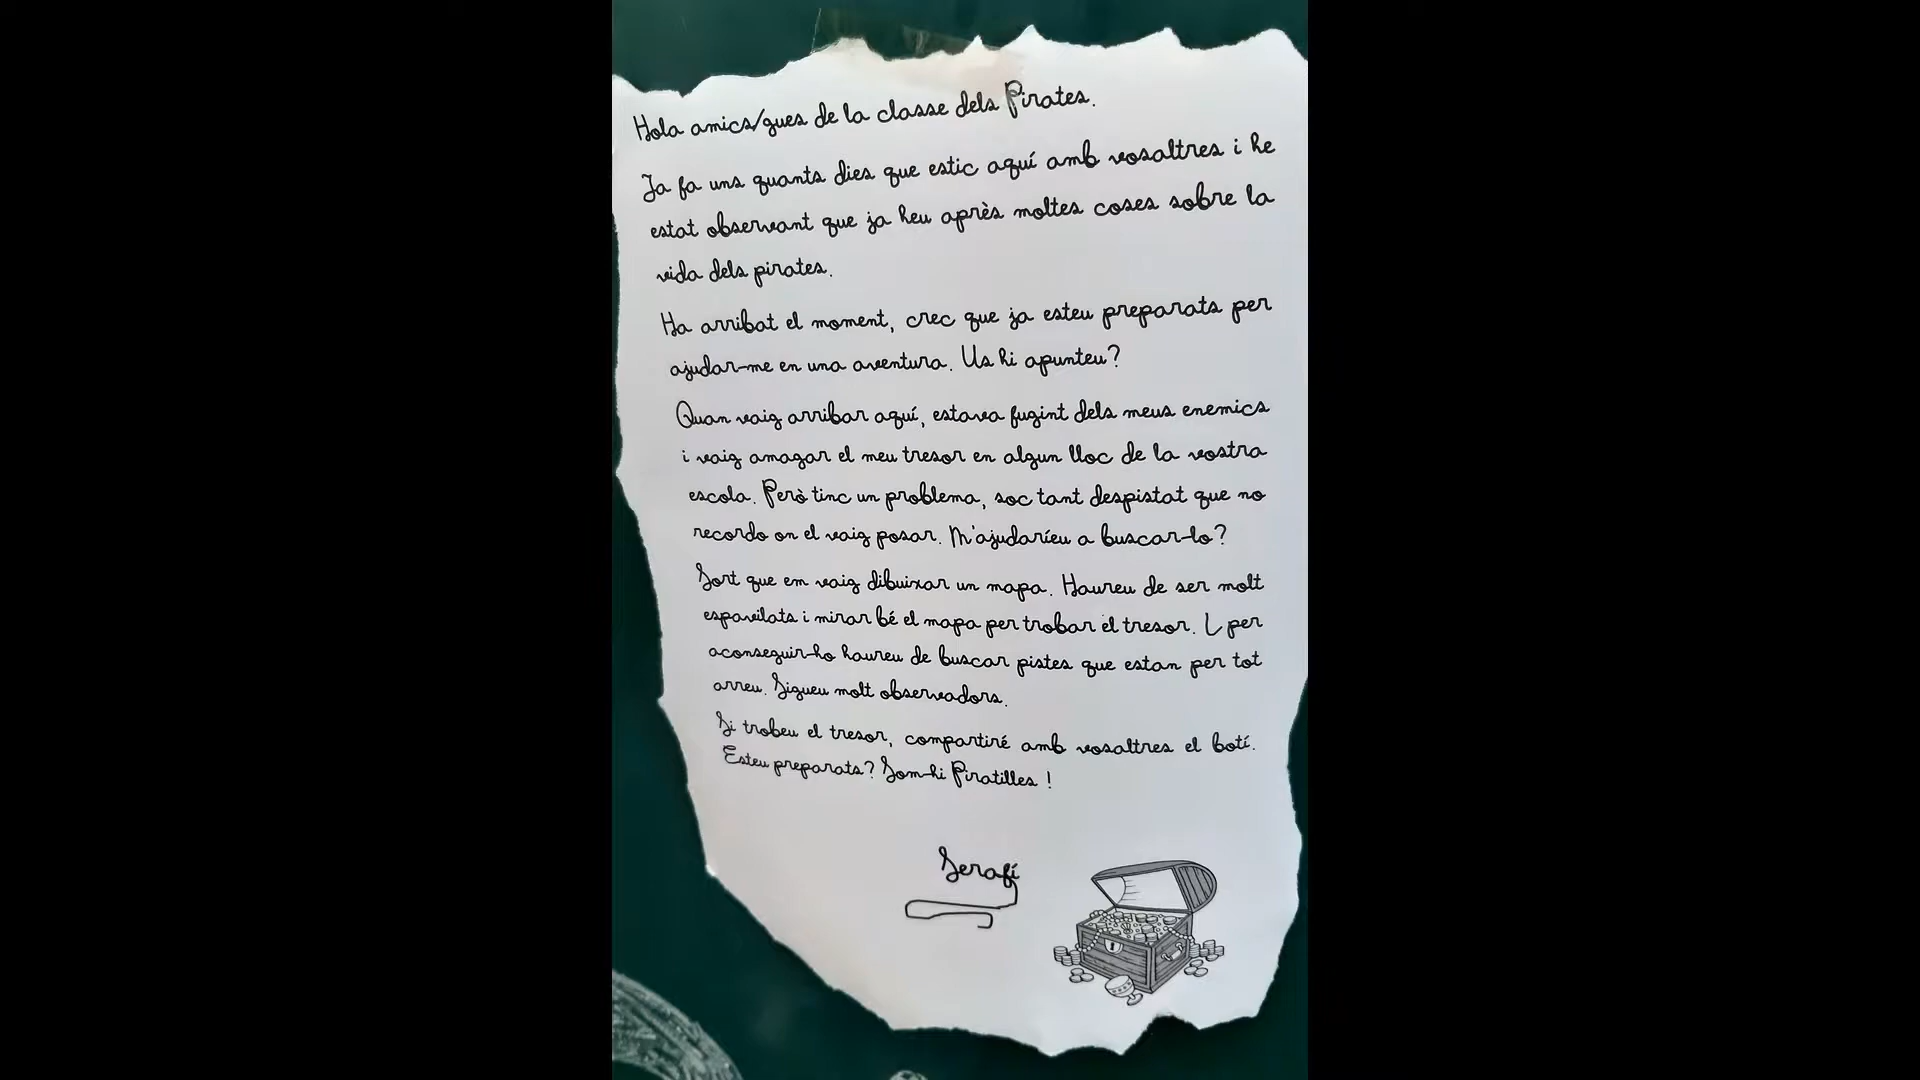 Hola amics/gues de la classe dels Pirates.
Ja fa uns quants dies que estic aquí amb vosaltres i he
estat observant que ja heu après moltes coses sobre la
vida dels pirates.
Ha arribat el moment, crec que ja esteu preparats per
ajudar-me en una aventura. Us hi apunteu?
Quan vaig arribar aquí, estava fugint dels meus enemics
i vaig amagar el meu tresor en algun lloc de la vostra
escola. Però tinc un problema, soc tant despistat que no
recordo on el vaig posar. M'ajudaríeu a buscar-lo?
Sort que em vaig dibuixar un mapa. Haureu de ser molt
espavilats i mirar bé el mapa per trobar el tresor. I per
aconseguir-ho haureu de buscar pistes que estan per tot
arreu. Sigueu molt observadors.
Si trobeu el tresor, compartiré amb vosaltres el botí.
Esteu preparats? Som-hi Piratilles !
Serafí